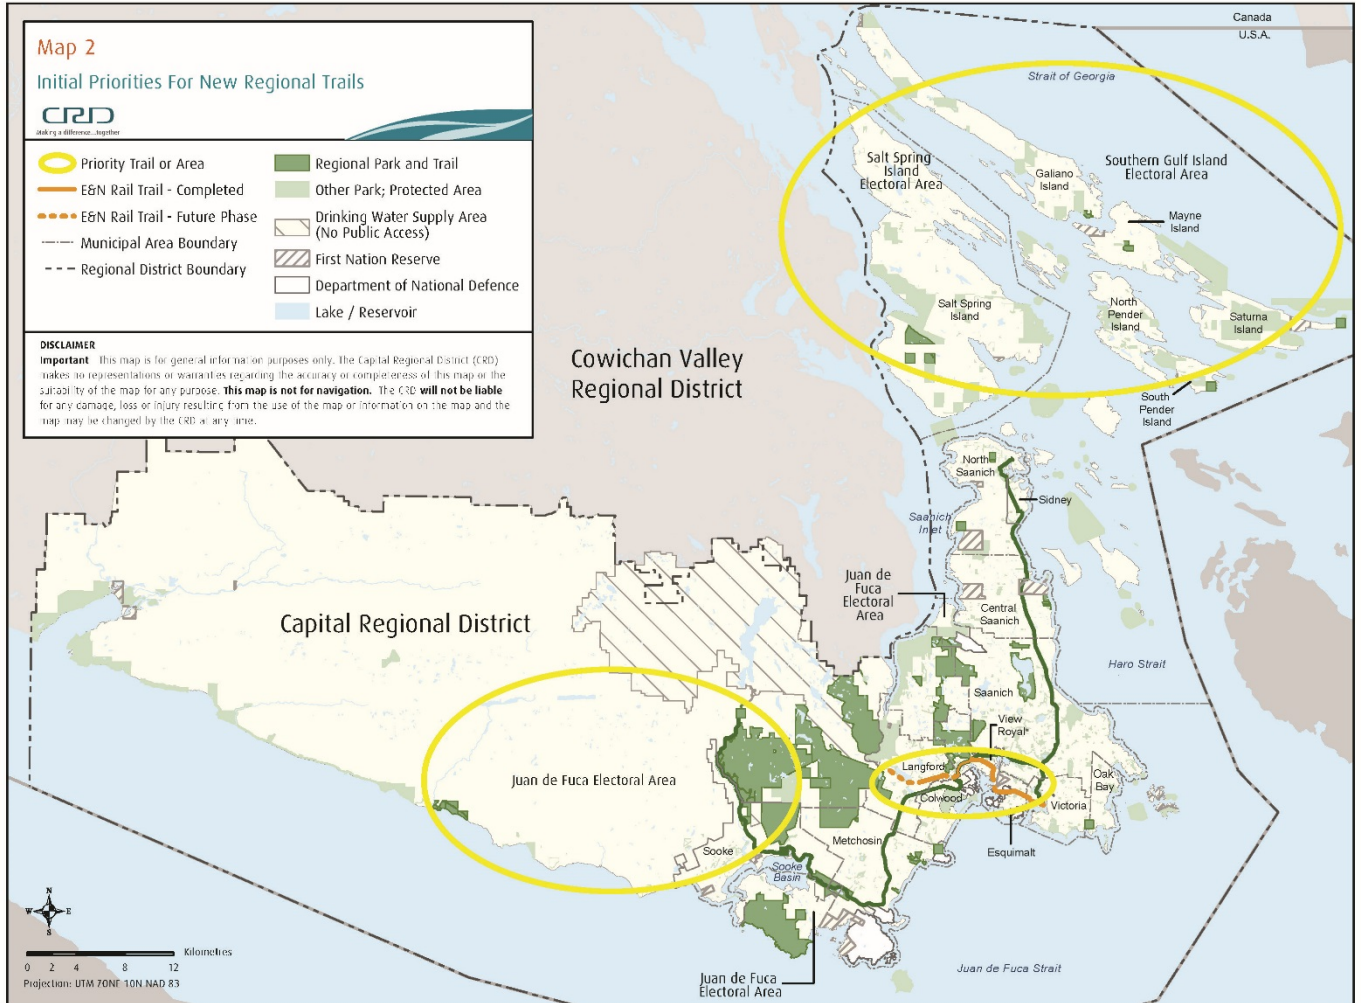 Map 2
Initial Priorities For New Regional Trails
CRD
Making a difference...together
Priority Trail or Area
E&N Rail Trail - Completed
E&N Rail Trail - Future Phase
Municipal Area Boundary
Regional District Boundary
Regional Park and Trail
Other Park; Protected Area
Drinking Water Supply Area
(No Public Access)
First Nation Reserve
Department of National Defence
Lake / Reservoir
DISCLAIMER
Important This map is for general information purposes only. The Capital Regional District (CRD)
makes no representations or warranties regarding the accuracy or completeness of this map or the
suitability of the map for any purpose. This map is not for navigation. The CRD will not be liable
for any damage, loss or injury resulting from the use of the map or information on the map and the
map may be changed by the CRD at any time.
Canada
U.S.A.
Strait of Georgia
Salt Spring
Island
Electoral Area
Southern Gulf Island
Electoral Area
Galiano
Island
Mayne
Island
Salt Spring
Island
North
Pender
Island
Saturna
Island
South
Pender
Island
Cowichan Valley
Regional District
North
Saanich
Sidney
Saanich
Inlet
Juan de
Fuca
Electoral
Area
Central
Saanich
Capital Regional District
Haro Strait
Saanich
View
Royal
Langford
Juan de Fuca Electoral Area
Colwood
Oak
Bay
Victoria
Esquimalt
Metchosin
Sooke
Sooke
Basin
Juan de Fuca
Electoral Area
Juan de Fuca Strait
N
W
E
S
Kilometres
0 2 4 8 12
Projection: UTM ZONE 10N NAD 83